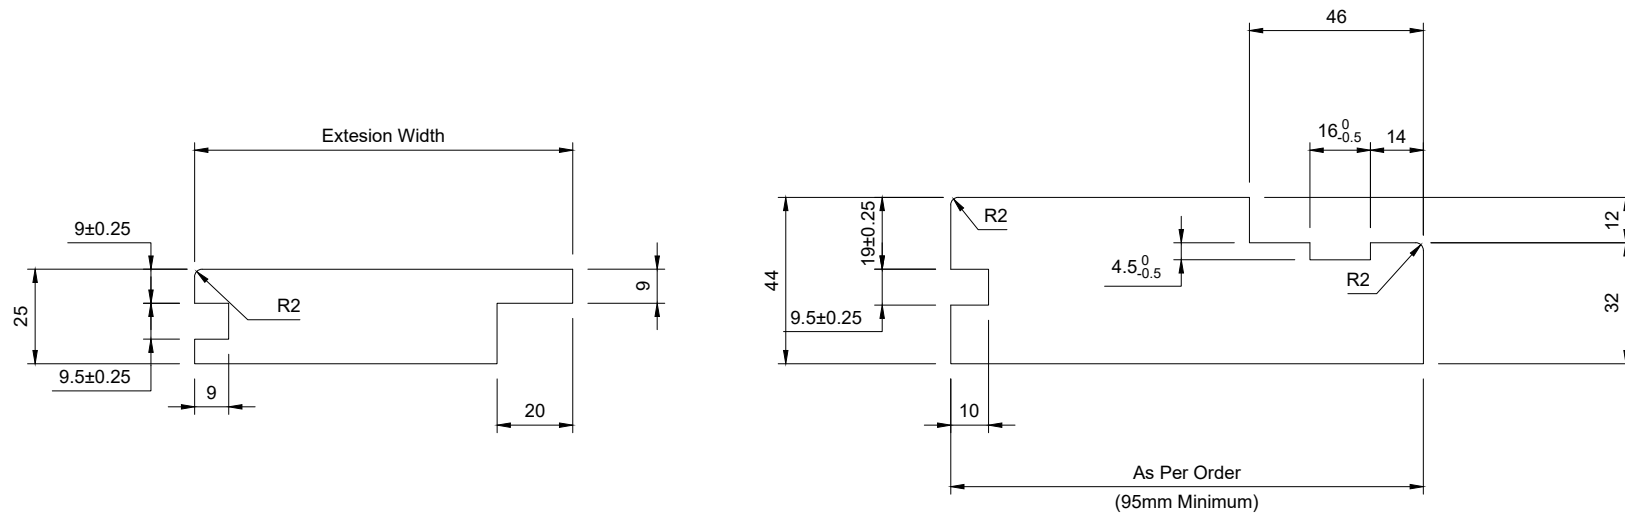 46
16 0 -0.5
14
Extesion Width
9±0.25
R2
25
9
9.5±0.25
9
20
19±0.25
R2
44
4.5 0 -0.5
R2
12
32
9.5±0.25
10
As Per Order
(95mm Minimum)